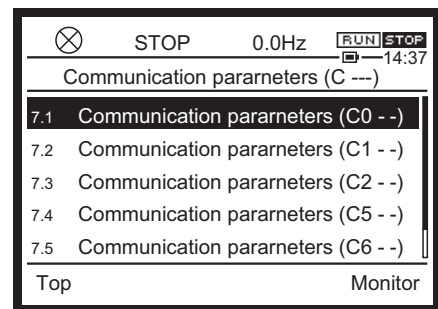 STOP 0.0Hz RUN STOP
14:37
Communication pararneters (C ---)
7.1 Communication pararneters (C0 - -)
7.2 Communication pararneters (C1 - -)
7.3 Communication pararneters (C2 - -)
7.4 Communication pararneters (C5 - -)
7.5 Communication pararneters (C6 - -)
Top Monitor